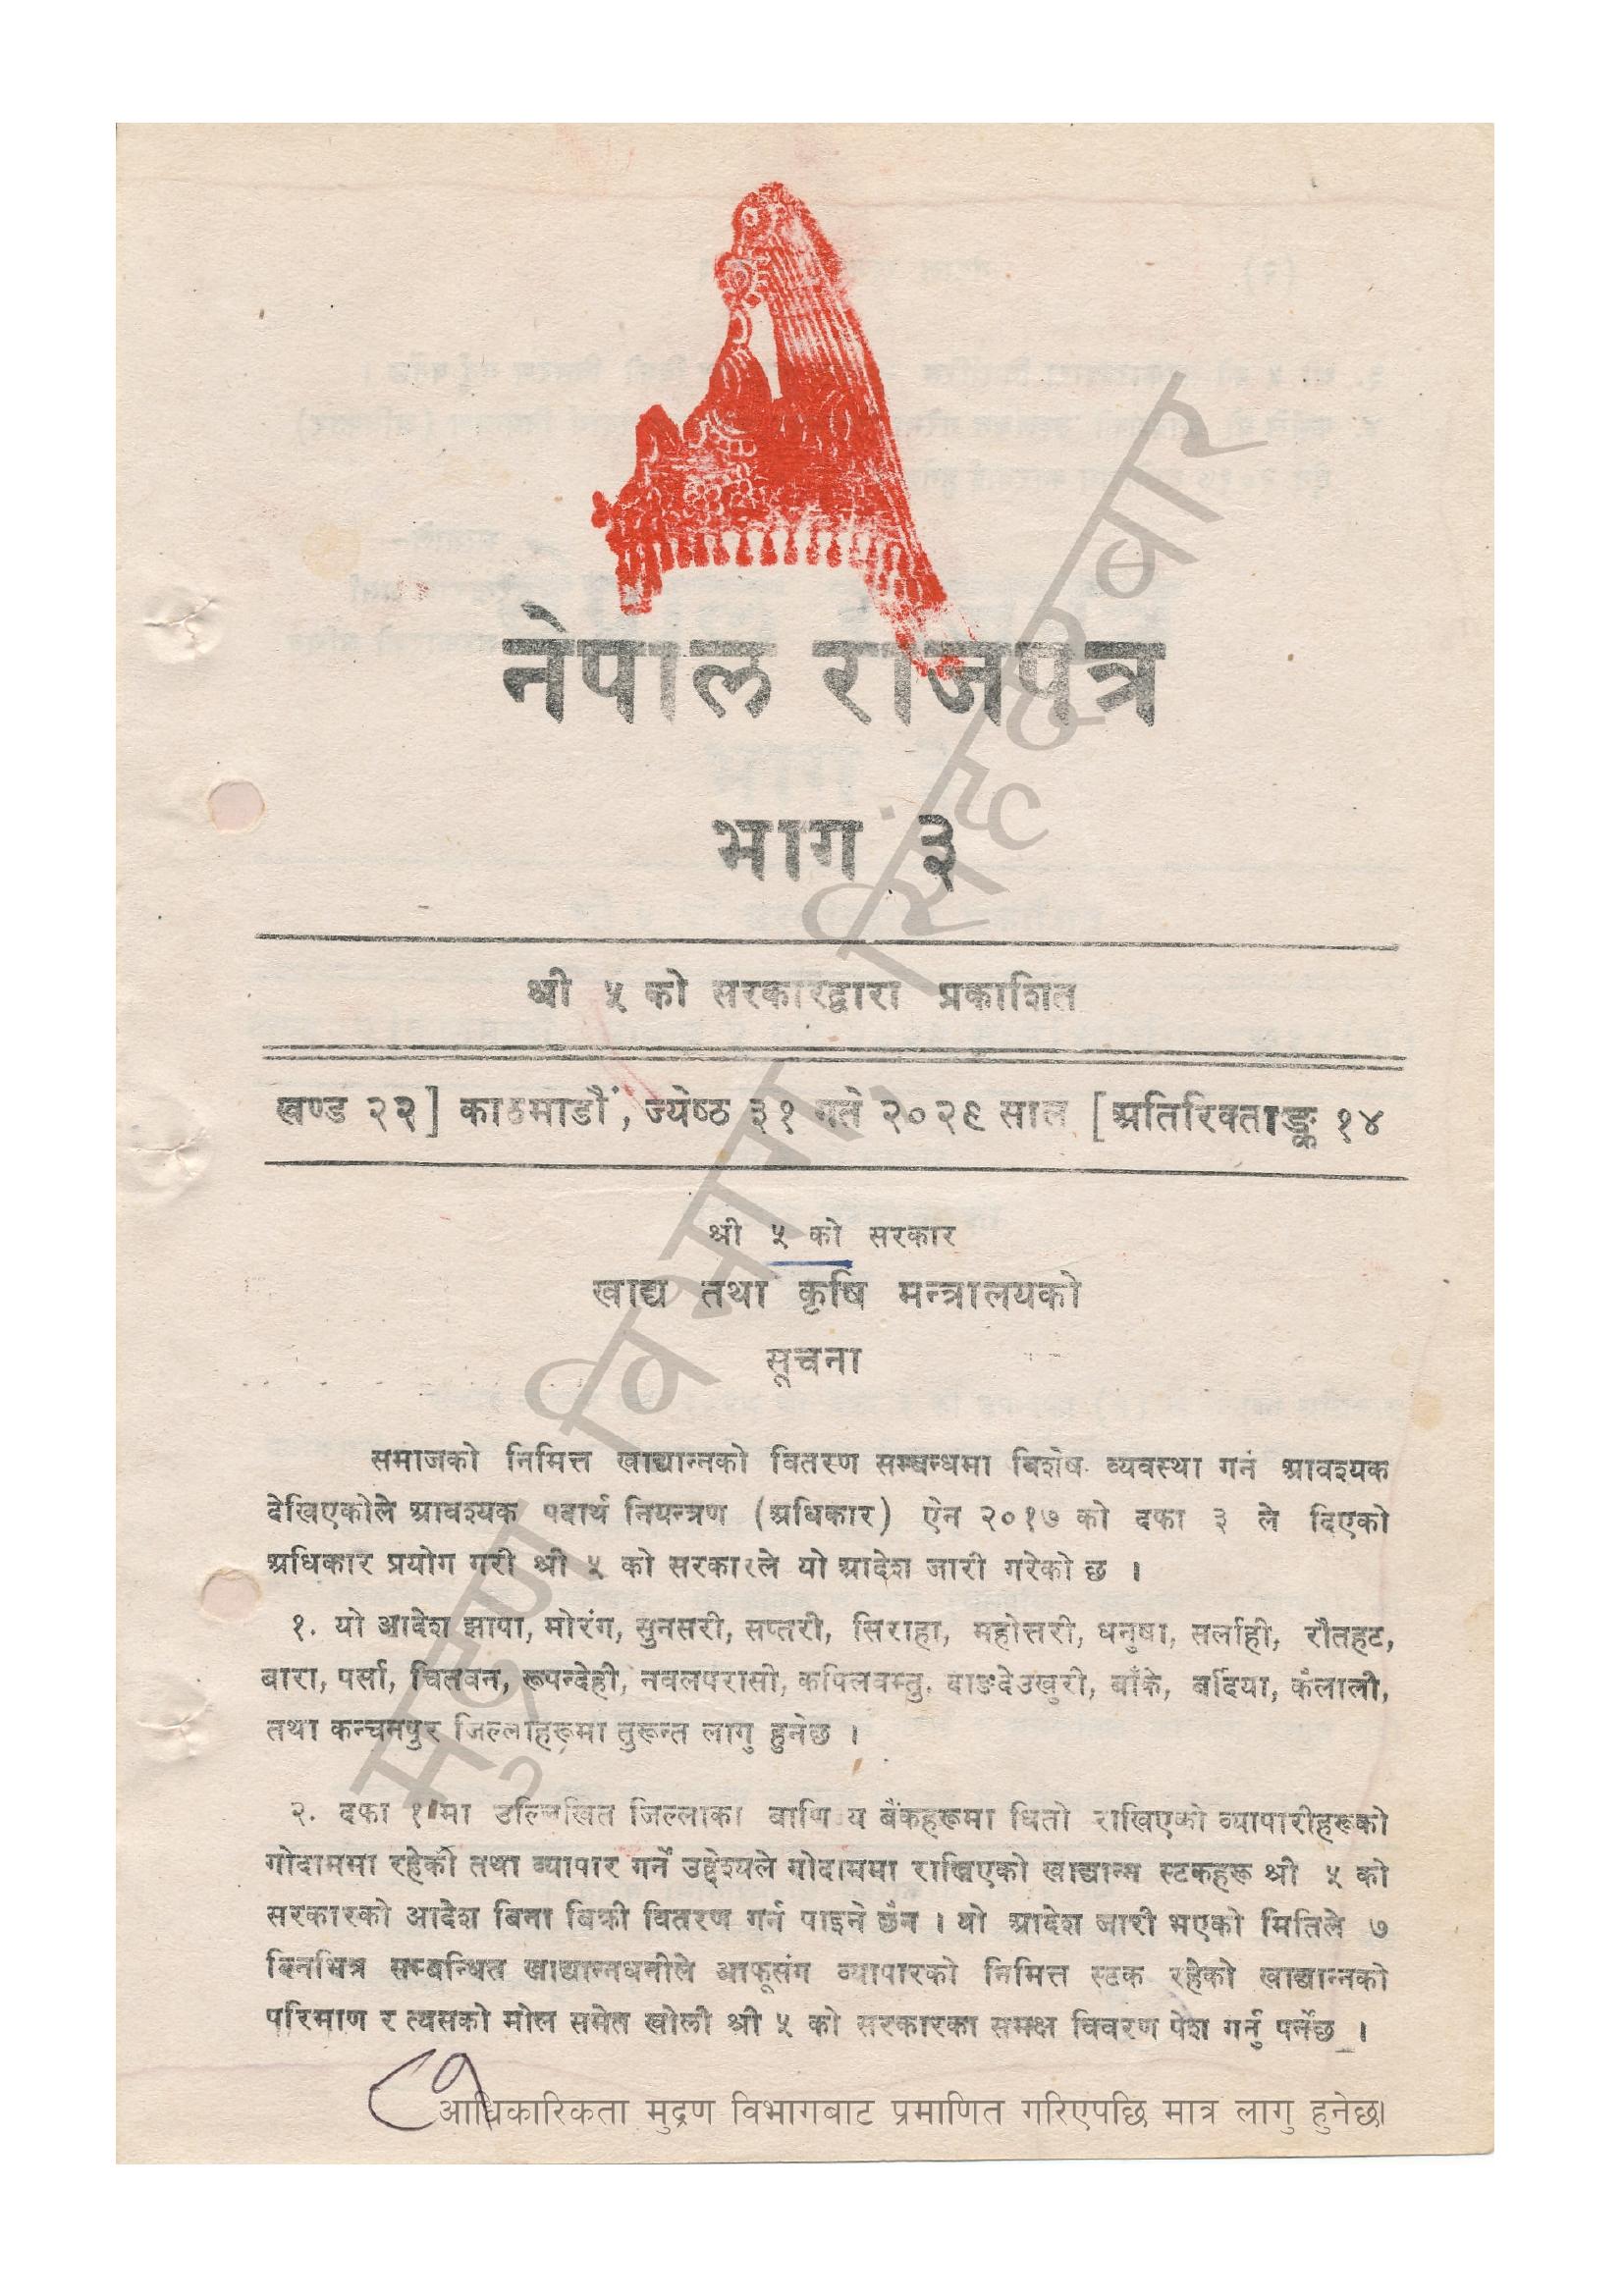 नेपाल राजपत्र
भाग ३
श्री ५ को सरकारद्वारा प्रकाशित
खण्ड २२] काठमाडौं, ज्येष्ठ ३१ गते २०२९ साल [अतिरिक्ताङ्क १४
श्री ५ को सरकार
खाद्य तथा कृषि मन्त्रालयको
सूचना
समाजको निमित्त खाद्यान्नको वितरण सम्बन्धमा विशेष व्यवस्था गर्न आवश्यक
देखिएकोले आवश्यक पदार्थ नियन्त्रण (अधिकार) ऐन २०१७ को दफा ३ ले दिएको
अधिकार प्रयोग गरी श्री ५ को सरकारले यो आदेश जारी गरेको छ ।
१. यो आदेश झापा, मोरंग, सुनसरी, सप्तरी, सिराहा, महोत्तरी, धनुषा, सर्लाही, रौतहट,
बारा, पर्सा, चितवन, रूपन्देही, नवलपरासी, कपिलवस्तु, दाङदेउखुरी, बाँके, बर्दिया, कैलाली,
तथा कन्चनपुर जिल्लाहरूमा तुरून्त लागु हुनेछ ।
२. दफा १ मा उल्लिखित जिल्लाका बाणिज्य बैंकहरूमा धितो राखिएको व्यापारीहरूको
गोदाममा रहेको तथा व्यापार गर्ने उद्देश्यले गोदाममा राखिएको खाद्यान्न स्टकहरू श्री ५ को
सरकारको आदेश बिना बिक्री वितरण गर्न पाइने छैन । यो आदेश जारी भएको मितिले ७
दिनभित्र सम्बन्धित खाद्यान्नधनीले आफूसंग व्यापारको निमित्त स्टक रहेको खाद्यान्नको
परिमाण र त्यसको मोल समेत खोली श्री ५ को सरकारका समक्ष विवरण पेश गर्नु पर्नेछ ।
आधिकारिकता मुद्रण विभागबाट प्रमाणित गरिएपछि मात्र लागु हुनेछ।
मुद्रण विभाग, सिंहदरबार